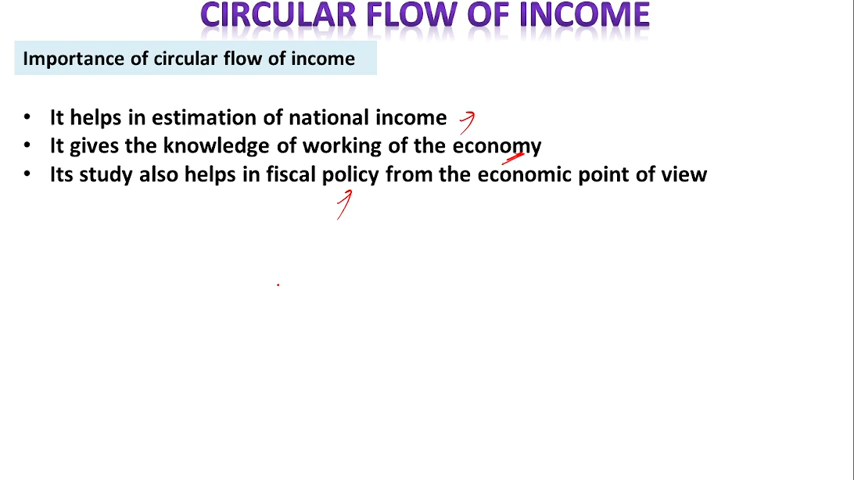 CIRCULAR FLOW OF INCOME
Importance of circular flow of income
• It helps in estimation of national income
• It gives the knowledge of working of the economy
• Its study also helps in fiscal policy from the economic point of view